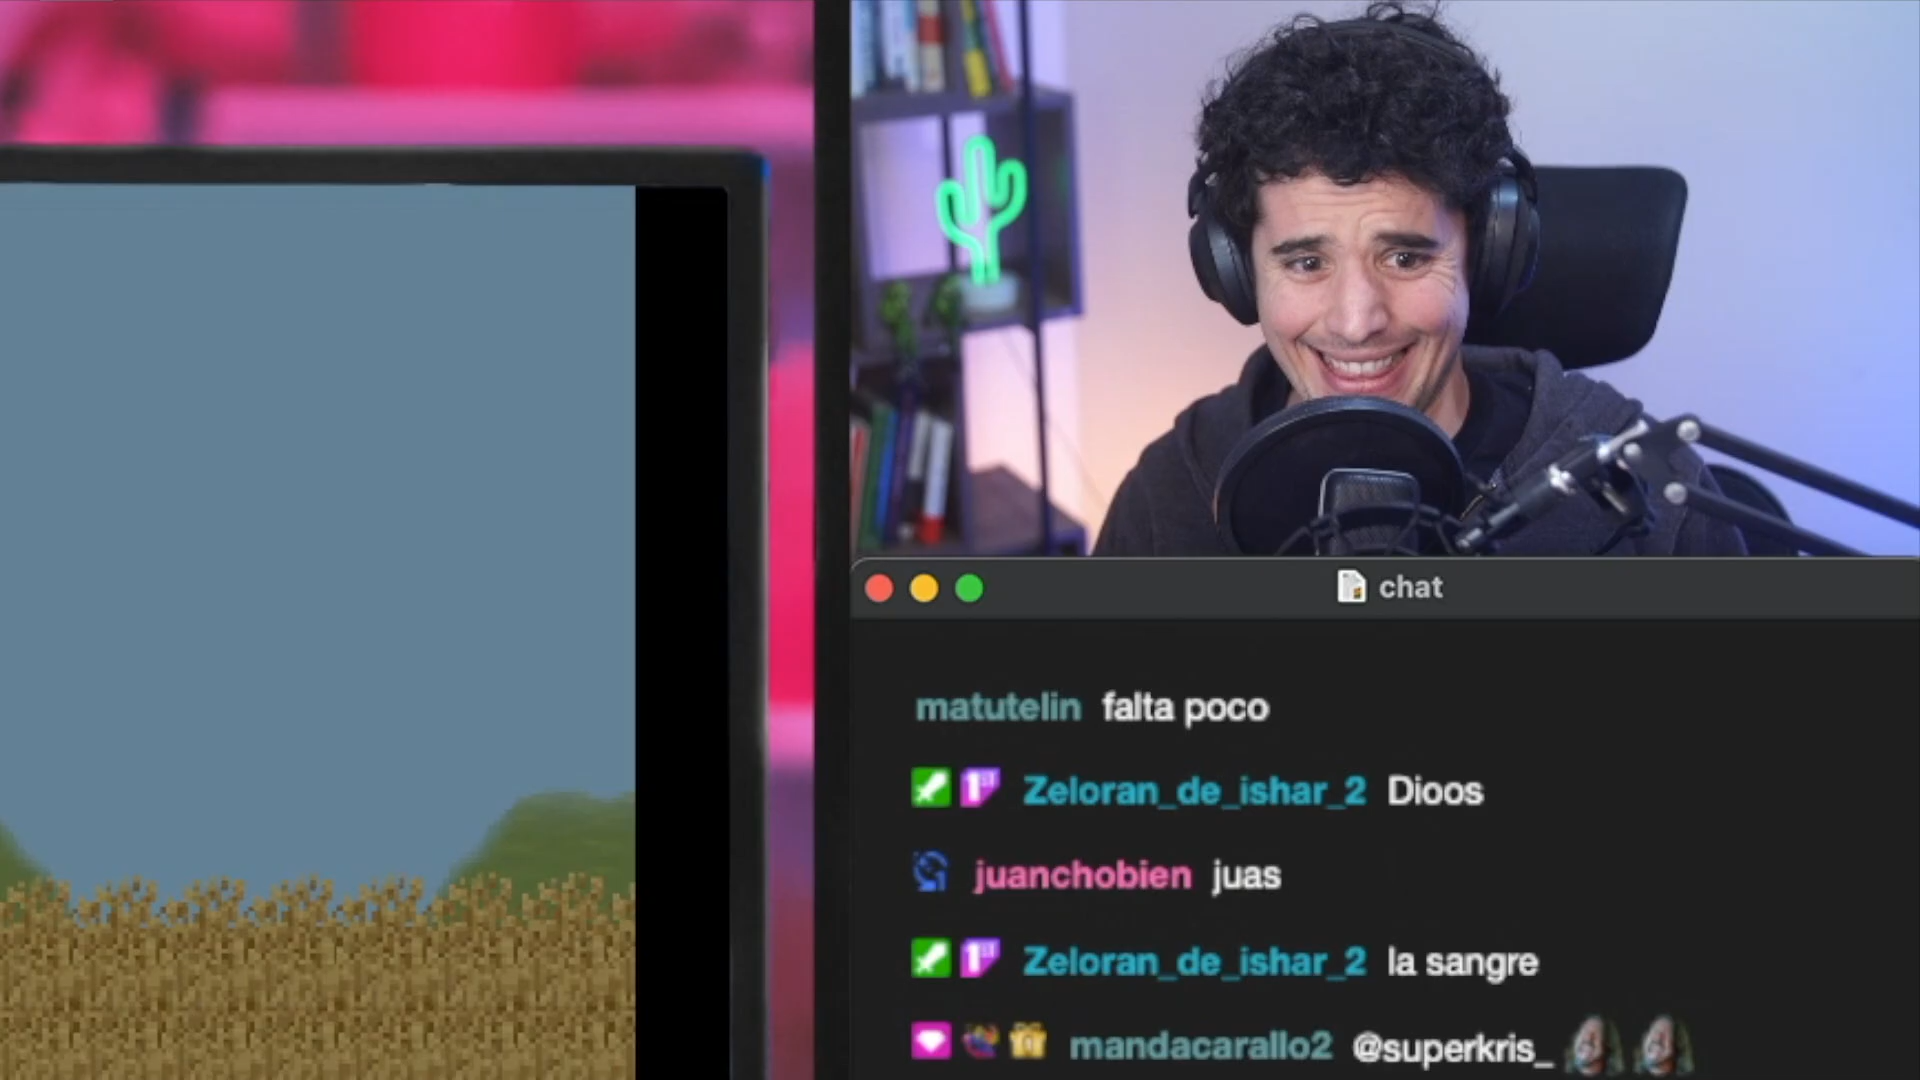 chat
matutelin falta poco
Zeloran_de_ishar_2 Dioos
juanchobien juas
Zeloran_de_ishar_2 la sangre
mandacarallo2 @superkris_